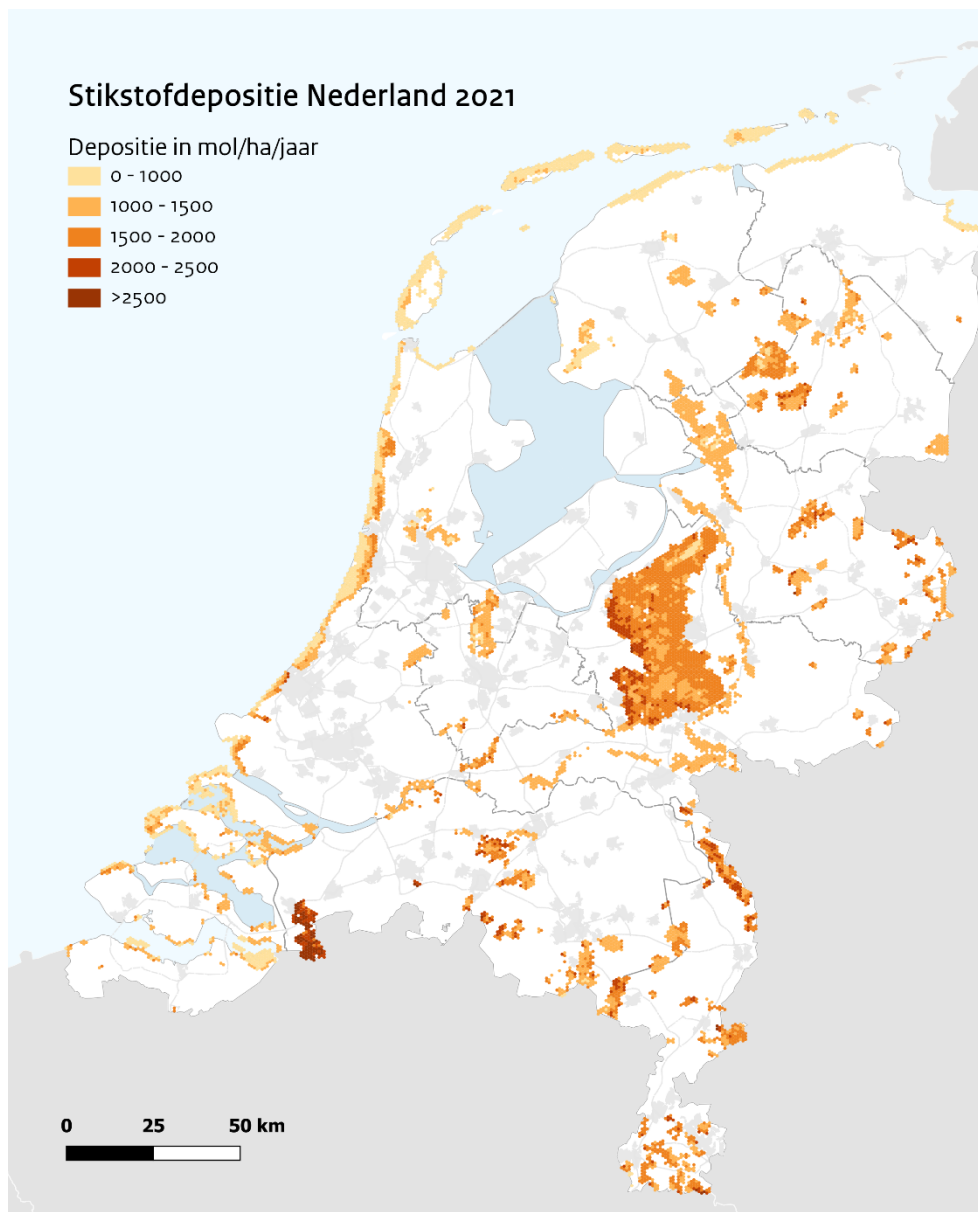 Stikstofdepositie Nederland 2021
Depositie in mol/ha/jaar
0 - 1000
1000 - 1500
1500 - 2000
2000 - 2500
>2500
0 25 50 km